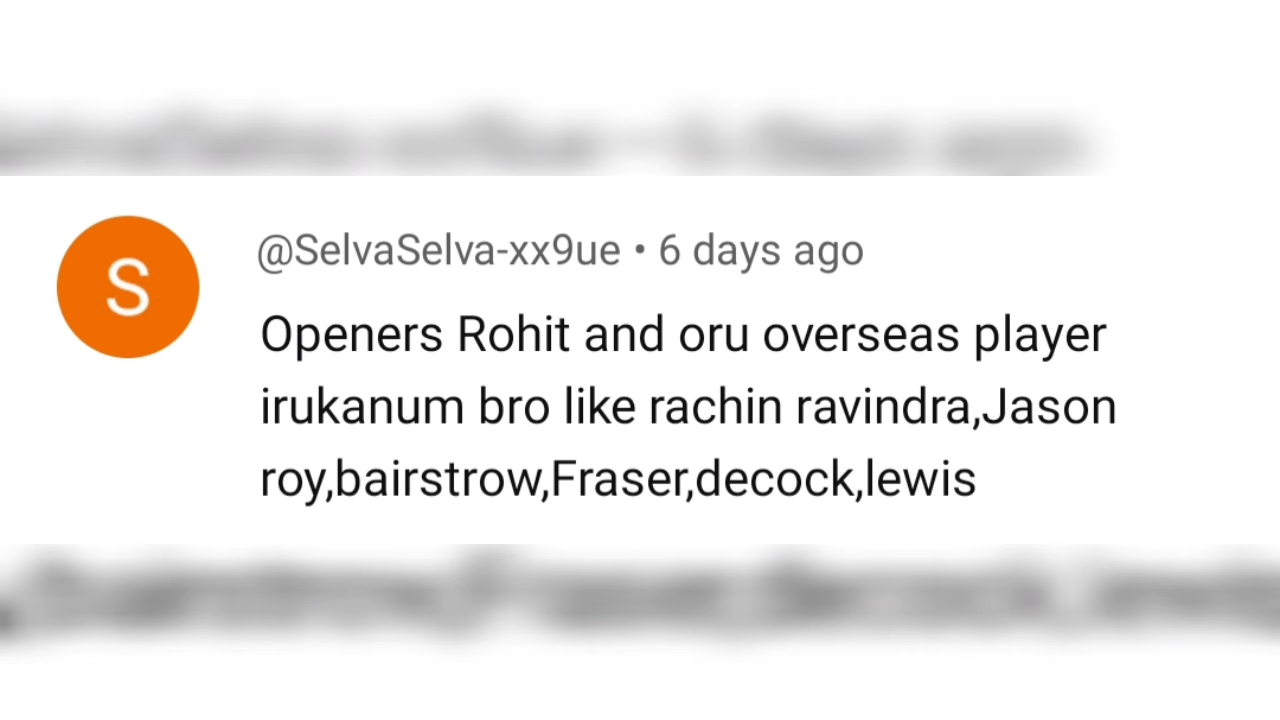 S
@SelvaSelva-xx9ue • 6 days ago
Openers Rohit and oru overseas player
irukanum bro like rachin ravindra,Jason
roy,bairstrow,Fraser,decock,lewis